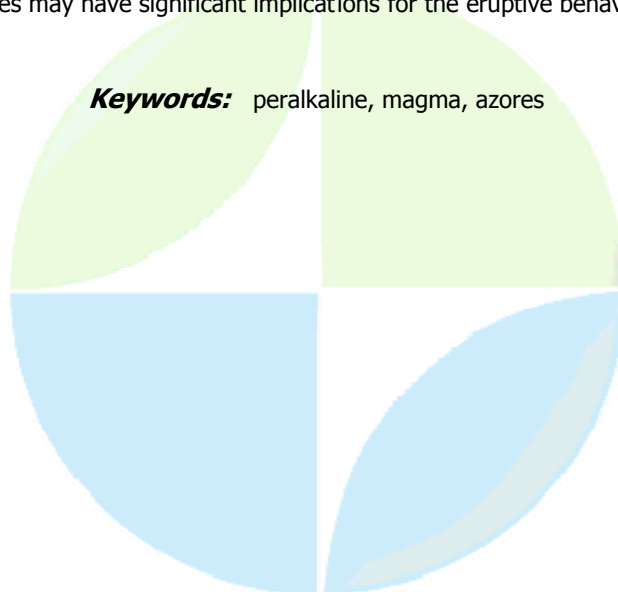 es may have significant implications for the eruptive behav
Keywords: peralkaline, magma, azores